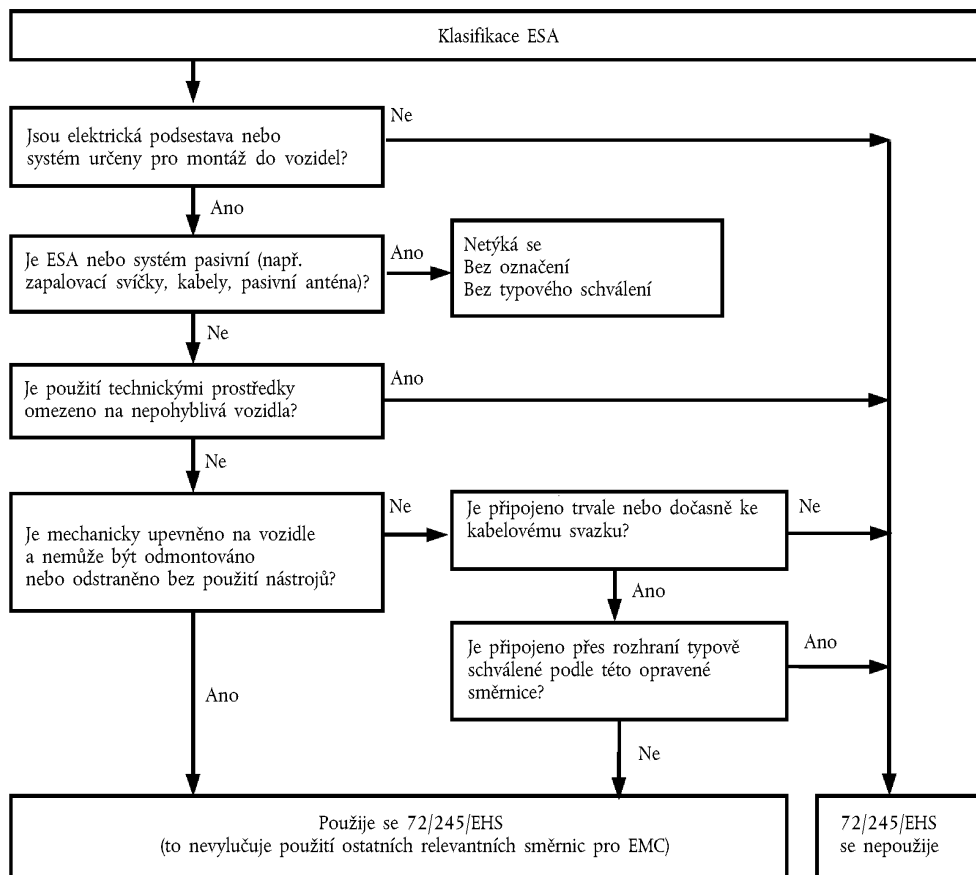 Klasifikace ESA
Jsou elektrická podsestava nebo
systém určeny pro montáž do vozidel?
Ne
Ano
Je ESA nebo systém pasivní (např.
zapalovací svíčky, kabely, pasivní anténa)?
Ano
Netýká se
Bez označení
Bez typového schválení
Ne
Je použití technickými prostředky
omezeno na nepohyblivá vozidla?
Ano
Ne
Je mechanicky upevněno na vozidle
a nemůže být odmontováno
nebo odstraněno bez použití nástrojů?
Ne
Je připojeno trvale nebo dočasně ke
kabelovému svazku?
Ne
Ano
Je připojeno přes rozhraní typově
schválené podle této opravené
směrnice?
Ano
Ano
Ne
Použije se 72/245/EHS
(to nevylučuje použití ostatních relevantních směrnic pro EMC)
72/245/EHS
se nepoužije